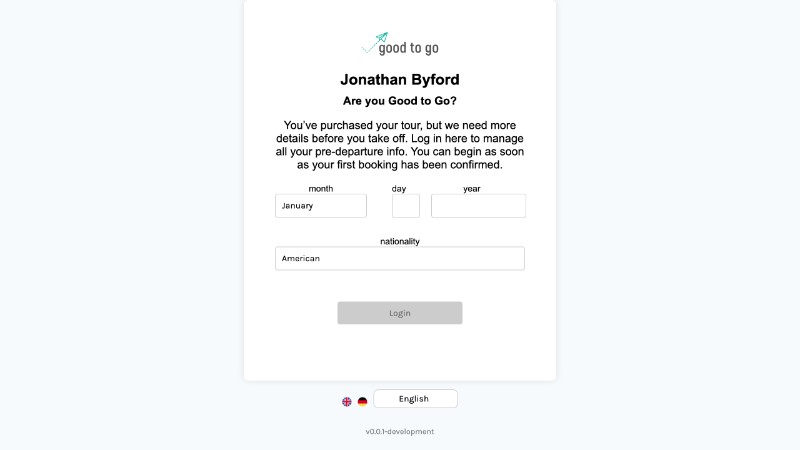 good to go
Jonathan Byford
Are you Good to Go?
You've purchased your tour, but we need more
details before you take off. Log in here to manage
all your pre-departure info. You can begin as soon
as your first booking has been confirmed.
month day year
January
nationality
American
Login
English
v0.0.1-development